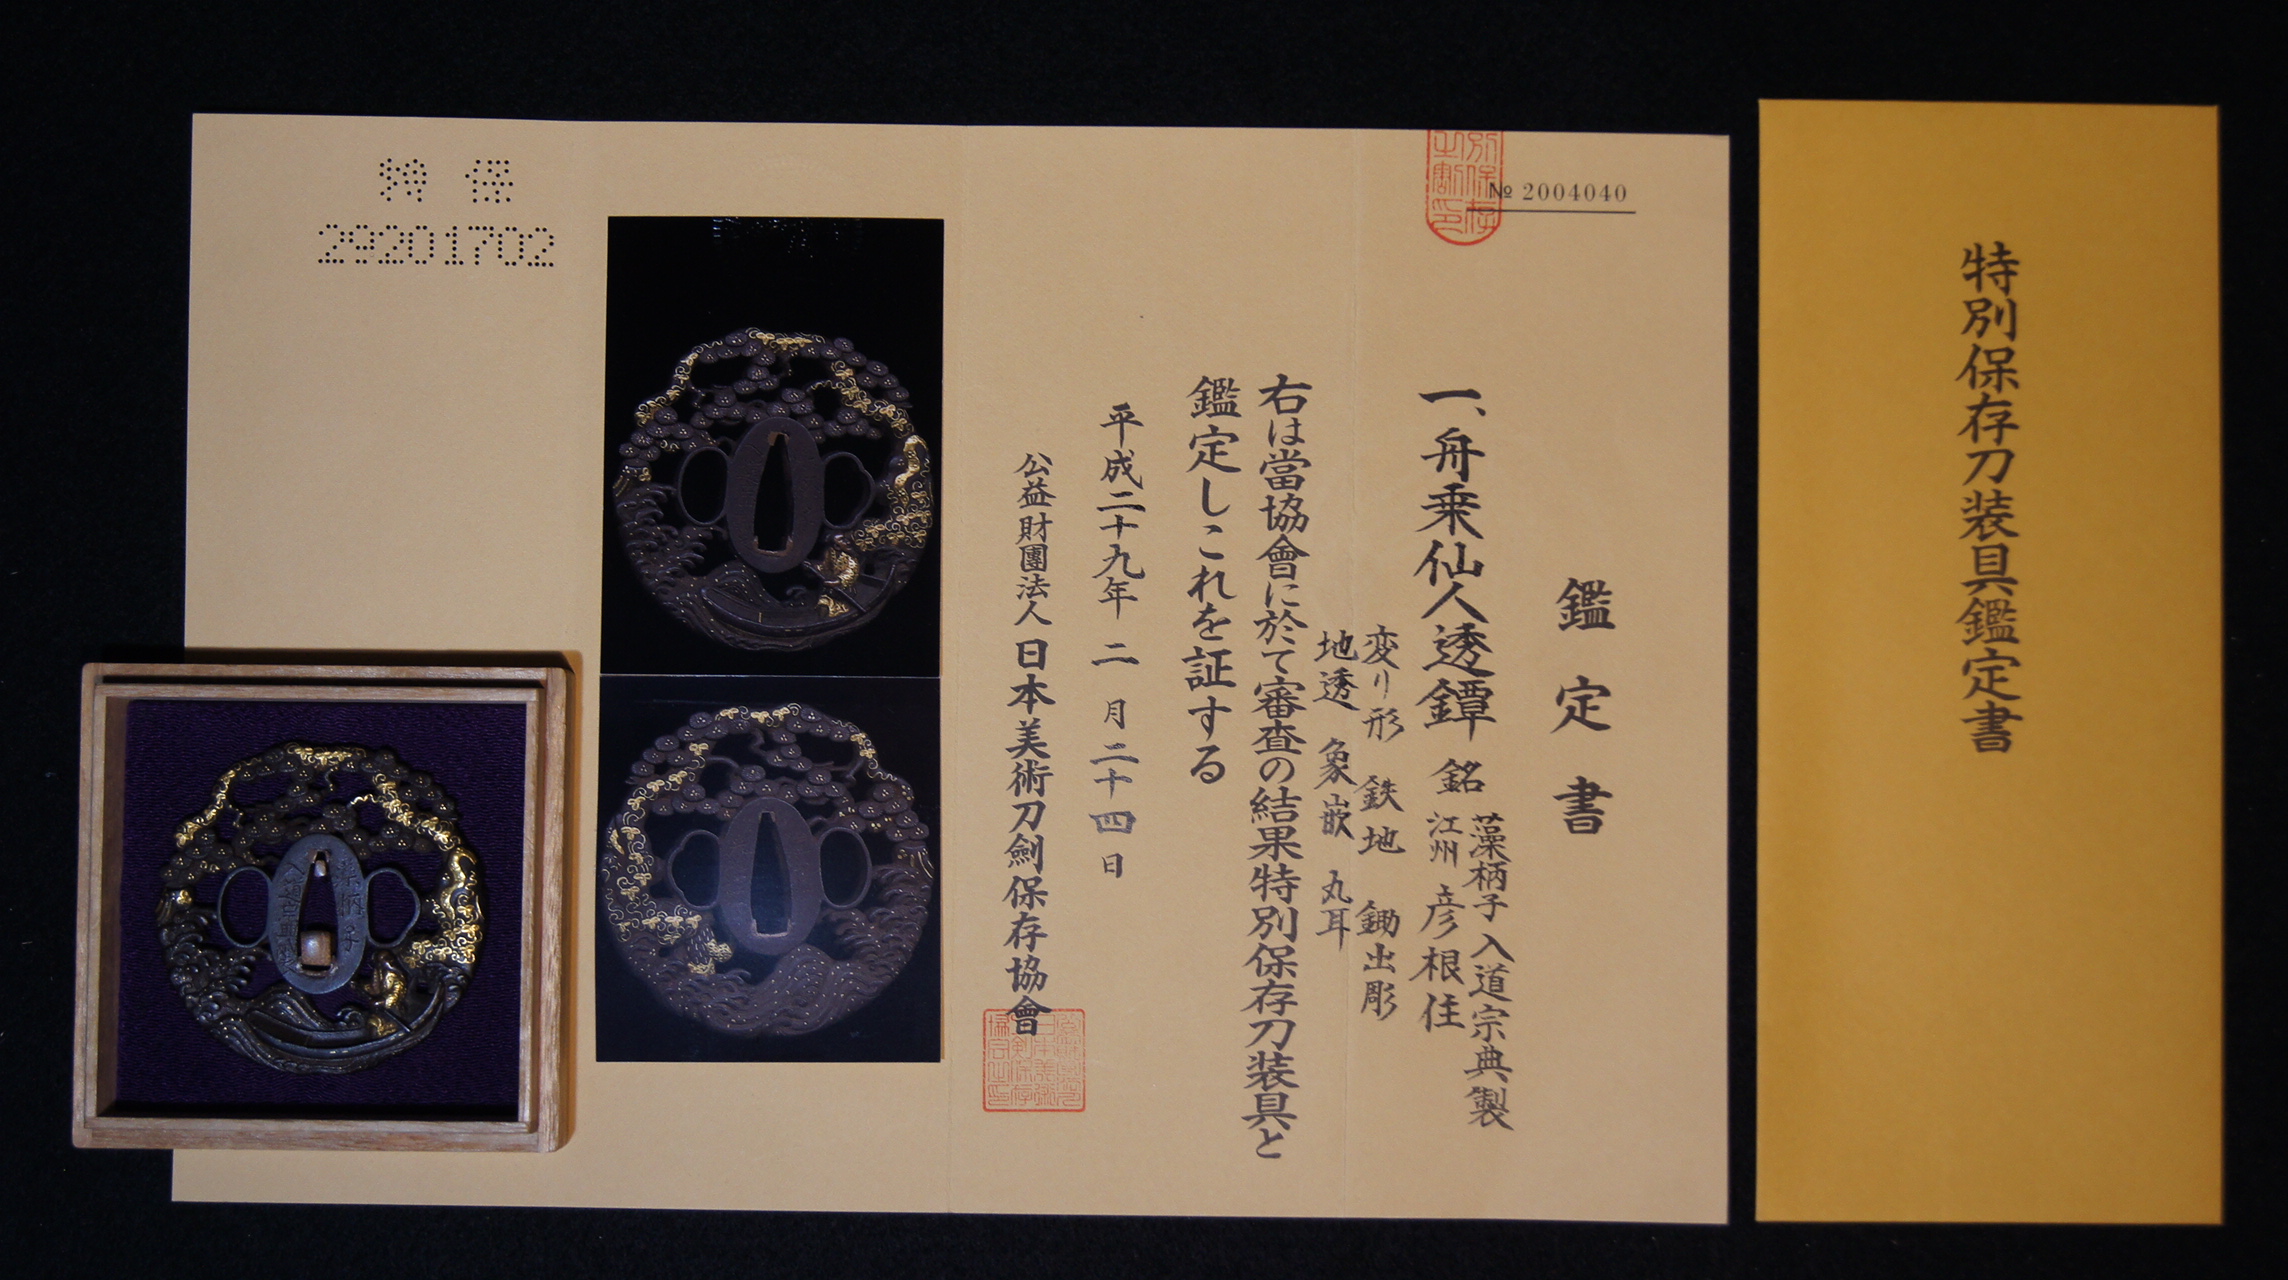 特別保存刀装具鑑定書
№ 2004040
鑑定書
一、舟乗仙人透鐔 銘 藻柄子入道宗典製
江州 彦根住
変り形 鉄地 鋤出彫
地透 象嵌 丸耳
右は當協會に於て審査の結果特別保存刀装具と
鑑定しこれを証する
平成二十九年 二 月二十四日
公益財團法人 日本美術刀劍保存協會
特 保
29201702
藻柄子